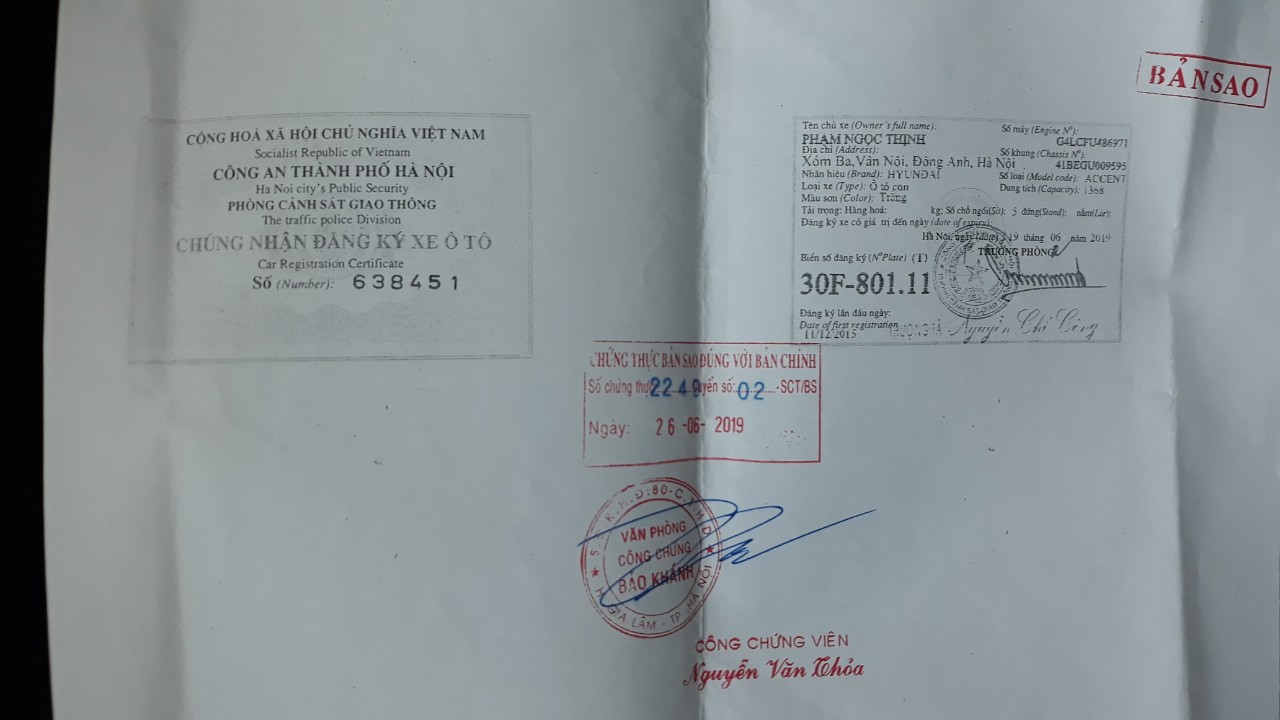 BẢN SAO
CỘNG HOÀ XÃ HỘI CHỦ NGHĨA VIỆT NAM
Socialist Republic of Vietnam
CÔNG AN THÀNH PHỐ HÀ NỘI
Ha Noi city's Public Security
PHÒNG CẢNH SÁT GIAO THÔNG
The traffic police Division
CHỨNG NHẬN ĐĂNG KÝ XE Ô TÔ
Car Registration Certificate
Số (Number): 638451
Tên chủ xe (Owner's full name): Số máy (Engine Nº):
PHẠM NGỌC THỊNH G4LCFU486971
Địa chỉ (Address): Số khung (Chassis Nº):
Xóm Ba, Vân Nội, Đông Anh, Hà Nội 41BEGU009595
Nhãn hiệu (Brand): HYUNDAI Số loại (Model code): ACCENT
Loại xe (Type): Ô tô con Dung tích (Capacity): 1368
Màu sơn (Color): Trắng
Tải trọng: Hàng hoá: kg; Số chỗ ngồi(Sit): 5 đứng(Stand): nằm(Lie):
Đăng ký xe có giá trị đến ngày (date of expiry):
Hà Nội, ngày (date) 19 tháng 06 năm 2019
Biển số đăng ký (NºPlate) (T) TRƯỞNG PHÒNG
30F-801.11
Đăng ký lần đầu ngày:
Date of first registration
11/12/2015 Nguyễn Chí Công
CHỨNG THỰC BẢN SAO ĐÚNG VỚI BẢN CHÍNH
Số chứng thực 2249 quyển số: 02 -SCT/BS
Ngày: 26 -06- 2019
VĂN PHÒNG
CÔNG CHỨNG
BẢO KHÁNH
H. GIA LÂM - TP. HÀ NỘI
CÔNG CHỨNG VIÊN
Nguyễn Văn Thỏa